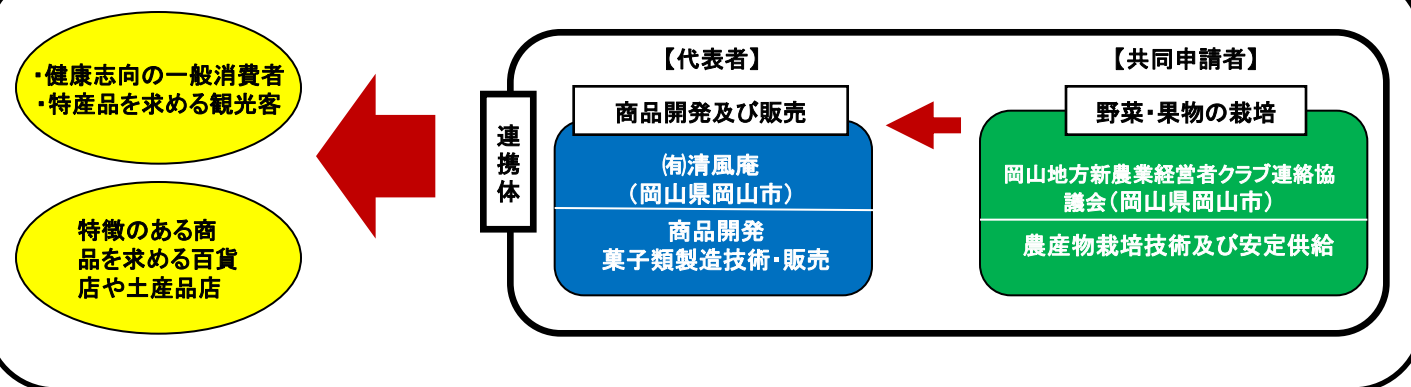 ・健康志向の一般消費者
・特産品を求める観光客
特徴のある商
品を求める百貨
店や土産品店
連携体
【代表者】
商品開発及び販売
㈲清風庵
(岡山県岡山市)
商品開発
菓子類製造技術・販売
【共同申請者】
野菜・果物の栽培
岡山地方新農業経営者クラブ連絡協
議会(岡山県岡山市)
農産物栽培技術及び安定供給